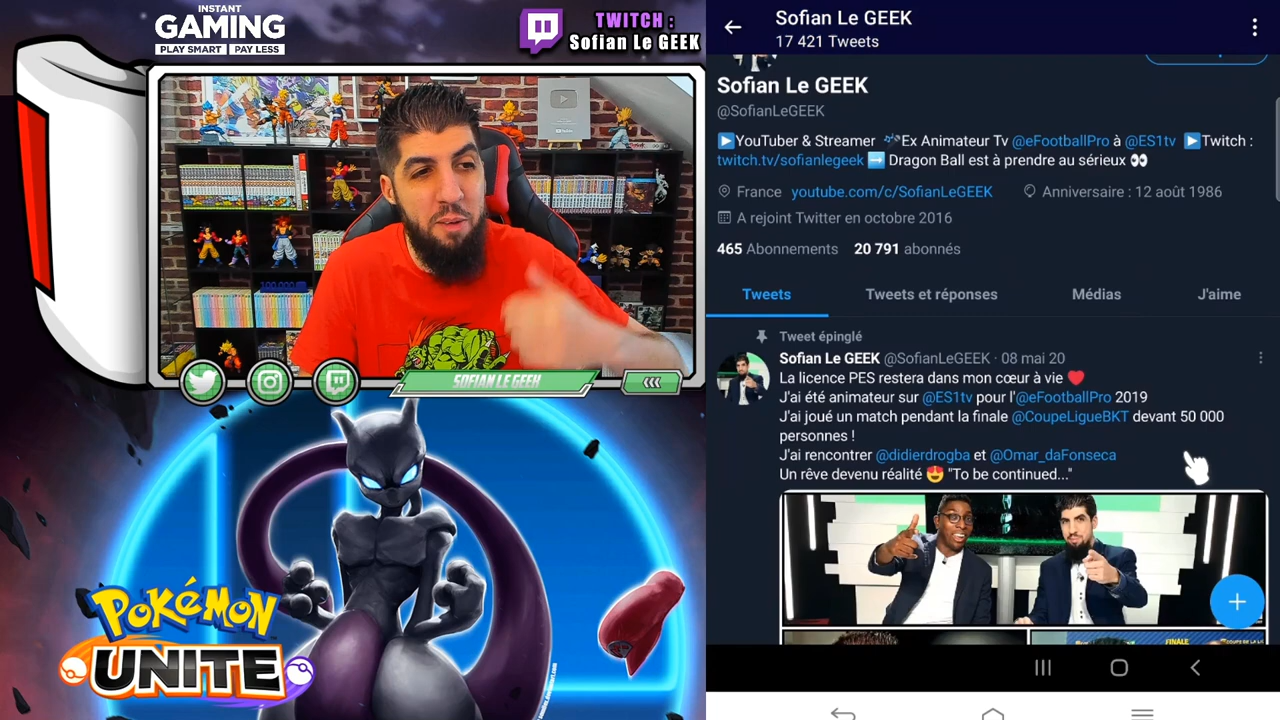 INSTANT
GAMING
PLAY SMART | PAY LESS
TWITCH :
Sofian Le GEEK
SOFIAN LE GEEK
POKéMON
UNITE
Sofian Le GEEK
17 421 Tweets
Sofian Le GEEK
@SofianLeGEEK
▶YouTuber & Streamer 🎌Ex Animateur Tv @eFootballPro à @ES1tv ▶Twitch :
twitch.tv/sofianlegeek ➡ Dragon Ball est à prendre au sérieux 👀
France youtube.com/c/SofianLeGEEK Anniversaire : 12 août 1986
A rejoint Twitter en octobre 2016
465 Abonnements 20 791 abonnés
Tweets Tweets et réponses Médias J'aime
Tweet épinglé
Sofian Le GEEK @SofianLeGEEK · 08 mai 20
La licence PES restera dans mon cœur à vie ❤
J'ai été animateur sur @ES1tv pour l'@eFootballPro 2019
J'ai joué un match pendant la finale @CoupeLigueBKT devant 50 000
personnes !
J'ai rencontrer @didierdrogba et @Omar_daFonseca
Un rêve devenu réalité 😍 "To be continued..."
FINALE